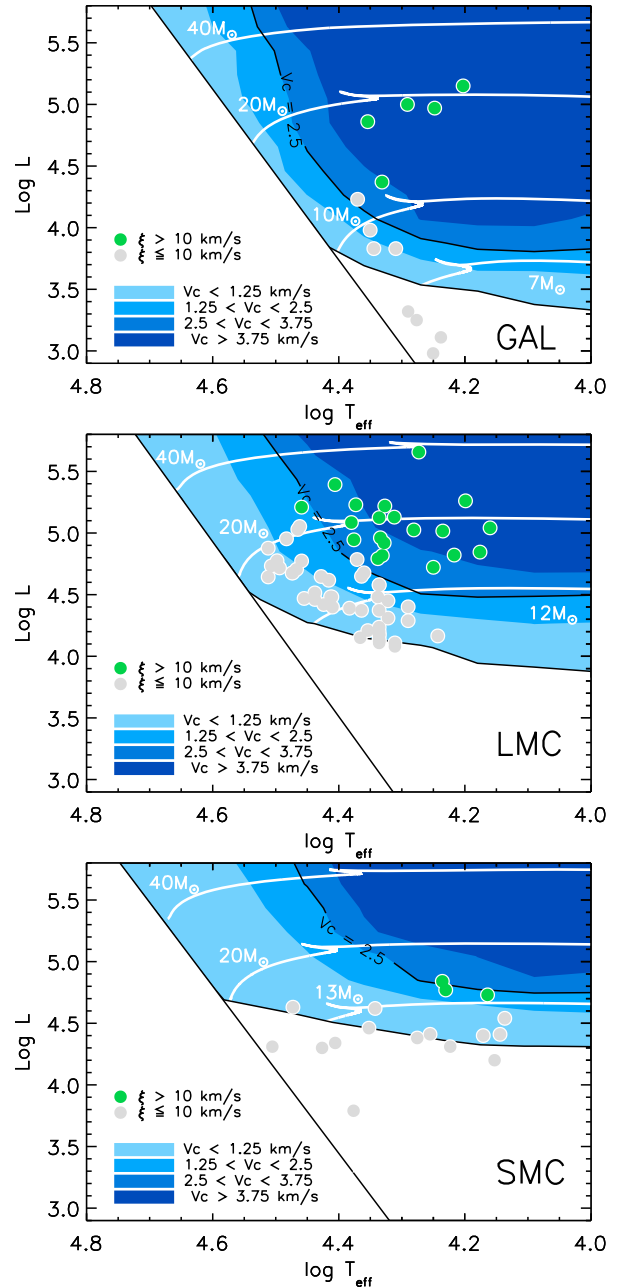 40M⊙
20M⊙
Vc = 2.5
10M⊙
7M⊙
ξ > 10 km/s
ξ ≦ 10 km/s
Vc < 1.25 km/s
1.25 < Vc < 2.5
2.5 < Vc < 3.75
Vc > 3.75 km/s
GAL
Log L
5.5
5.0
4.5
4.0
3.5
3.0
4.8
4.6
4.4
4.2
4.0
log Teff
40M⊙
20M⊙
Vc = 2.5
12M⊙
ξ > 10 km/s
ξ ≦ 10 km/s
Vc < 1.25 km/s
1.25 < Vc < 2.5
2.5 < Vc < 3.75
Vc > 3.75 km/s
LMC
Log L
5.5
5.0
4.5
4.0
3.5
3.0
4.8
4.6
4.4
4.2
4.0
log Teff
40M⊙
20M⊙
Vc = 2.5
13M⊙
ξ > 10 km/s
ξ ≦ 10 km/s
Vc < 1.25 km/s
1.25 < Vc < 2.5
2.5 < Vc < 3.75
Vc > 3.75 km/s
SMC
Log L
5.5
5.0
4.5
4.0
3.5
3.0
4.8
4.6
4.4
4.2
4.0
log Teff